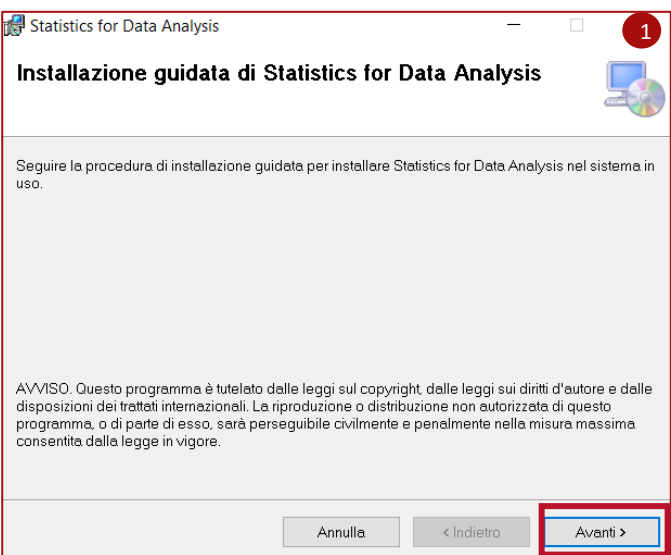 Statistics for Data Analysis
1
Installazione guidata di Statistics for Data Analysis
Seguire la procedura di installazione guidata per installare Statistics for Data Analysis nel sistema in
uso.
AVVISO. Questo programma è tutelato dalle leggi sul copyright, dalle leggi sui diritti d'autore e dalle
disposizioni dei trattati internazionali. La riproduzione o distribuzione non autorizzata di questo
programma, o di parte di esso, sarà perseguibile civilmente e penalmente nella misura massima
consentita dalla legge in vigore.
Annulla < Indietro Avanti >